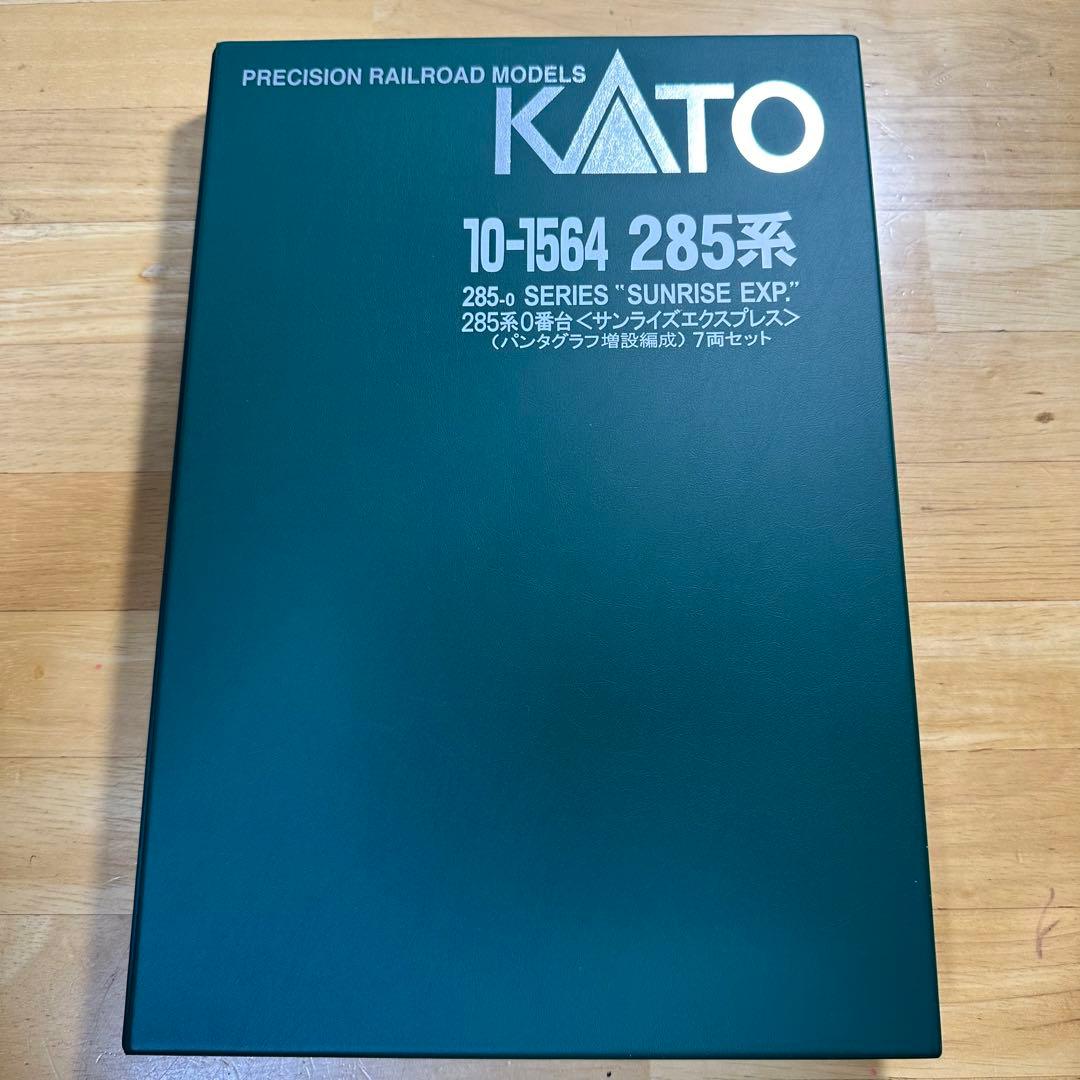 PRECISION RAILROAD MODELS
KATO
10-1564 285系
285-0 SERIES "SUNRISE EXP."
285系0番台<サンライズエクスプレス>
(パンタグラフ増設編成) 7両セット